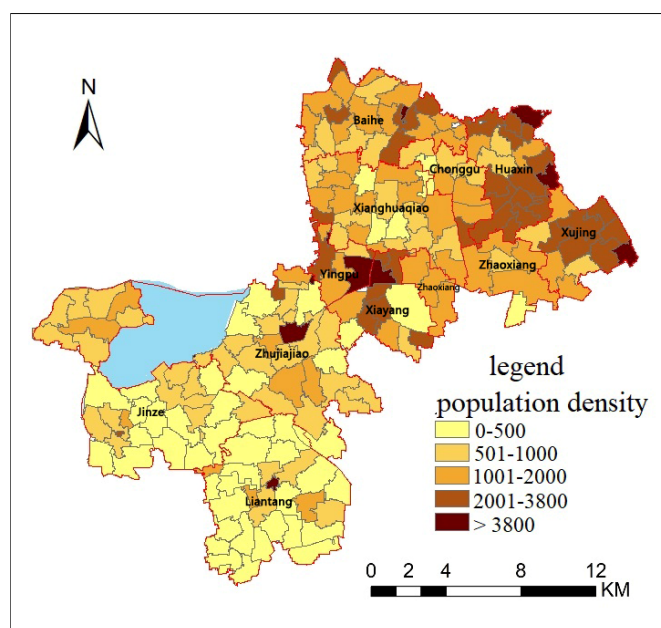 N
Baihe
Chonggu
Huaxin
Xianghuaqiao
Xujing
Yingpu
Zhaoxiang
Zhaoxiang
Xiayang
Zhujiajiao
Jinze
Liantang
legend
population density
0-500
501-1000
1001-2000
2001-3800
> 3800
0 2 4 8 12
KM